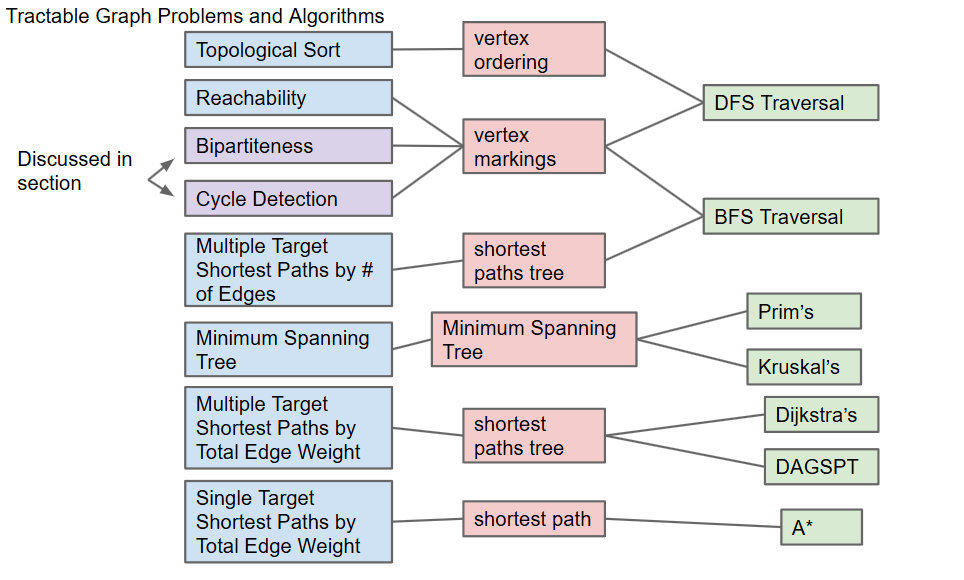 Tractable Graph Problems and Algorithms
Topological Sort
vertex
ordering
DFS Traversal
Reachability
Bipartiteness
Cycle Detection
vertex
markings
Discussed in
section
BFS Traversal
Multiple Target
Shortest Paths by #
of Edges
shortest
paths tree
Minimum Spanning
Tree
Minimum Spanning
Tree
Prim's
Kruskal's
Multiple Target
Shortest Paths by
Total Edge Weight
shortest
paths tree
Dijkstra's
DAGSPT
Single Target
Shortest Paths by
Total Edge Weight
shortest path
A*